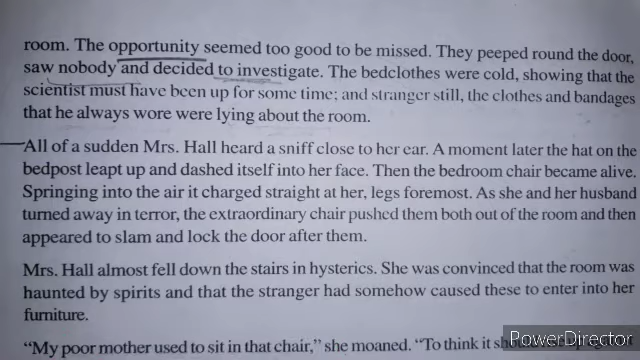 room. The opportunity seemed too good to be missed. They peeped round the door,
saw nobody and decided to investigate. The bedclothes were cold, showing that the
scientist must have been up for some time; and stranger still, the clothes and bandages
that he always wore were lying about the room.
All of a sudden Mrs. Hall heard a sniff close to her ear. A moment later the hat on the
bedpost leapt up and dashed itself into her face. Then the bedroom chair became alive.
Springing into the air it charged straight at her, legs foremost. As she and her husband
turned away in terror, the extraordinary chair pushed them both out of the room and then
appeared to slam and lock the door after them.
Mrs. Hall almost fell down the stairs in hysterics. She was convinced that the room was
haunted by spirits and that the stranger had somehow caused these to enter into her
furniture.
“My poor mother used to sit in that chair,” she moaned. “To think it
PowerDirector